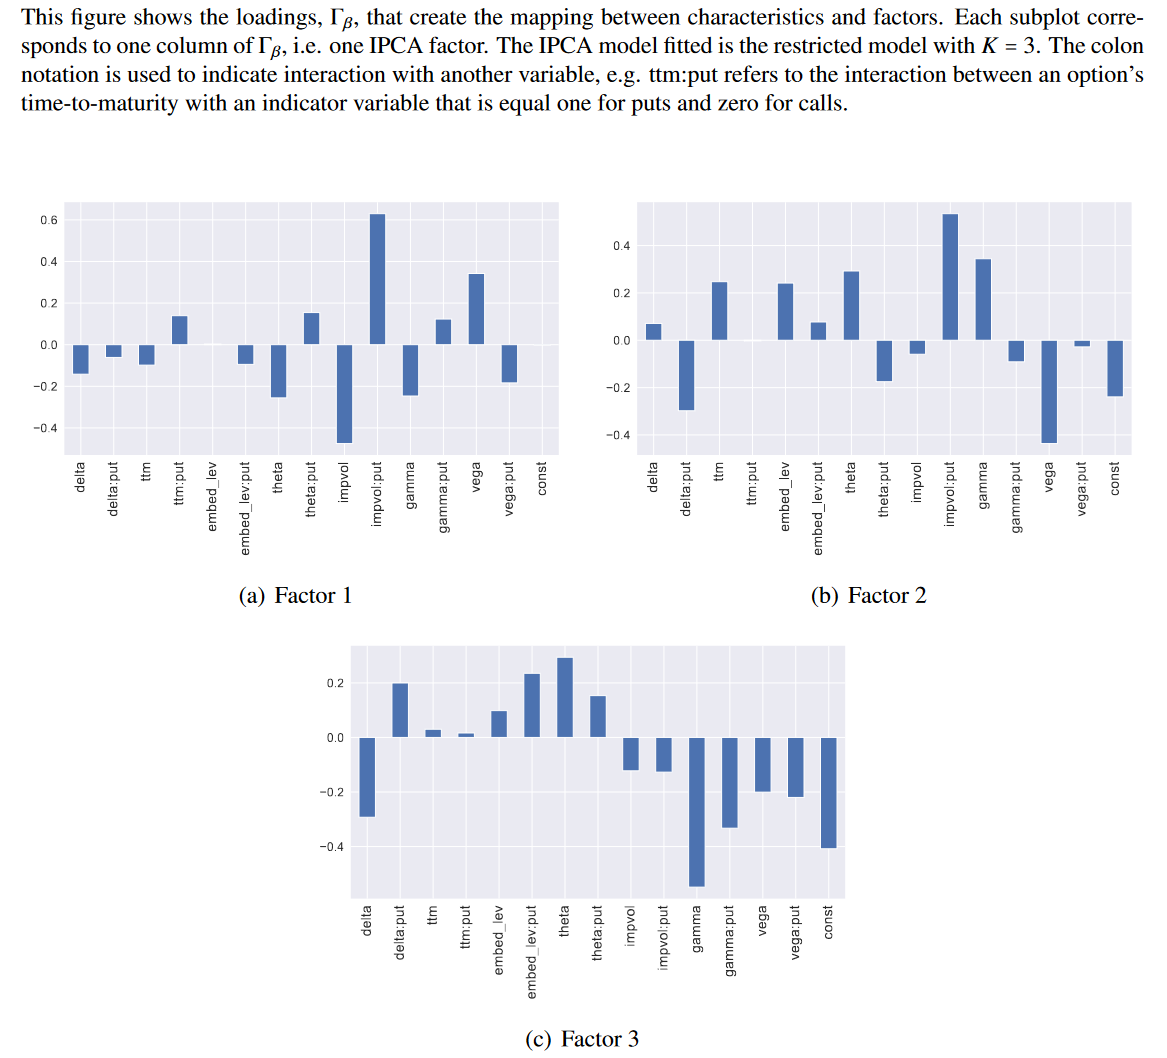 This figure shows the loadings, Γβ, that create the mapping between characteristics and factors. Each subplot corre-
sponds to one column of Γβ, i.e. one IPCA factor. The IPCA model fitted is the restricted model with K = 3. The colon
notation is used to indicate interaction with another variable, e.g. ttm:put refers to the interaction between an option's
time-to-maturity with an indicator variable that is equal one for puts and zero for calls.
0.6
0.4
0.2
0.0
−0.2
−0.4
delta
delta:put
ttm
ttm:put
embed_lev
embed_lev:put
theta
theta:put
impvol
impvol:put
gamma
gamma:put
vega
vega:put
const
(a) Factor 1
0.4
0.2
0.0
−0.2
−0.4
delta
delta:put
ttm
ttm:put
embed_lev
embed_lev:put
theta
theta:put
impvol
impvol:put
gamma
gamma:put
vega
vega:put
const
(b) Factor 2
0.2
0.0
−0.2
−0.4
delta
delta:put
ttm
ttm:put
embed_lev
embed_lev:put
theta
theta:put
impvol
impvol:put
gamma
gamma:put
vega
vega:put
const
(c) Factor 3